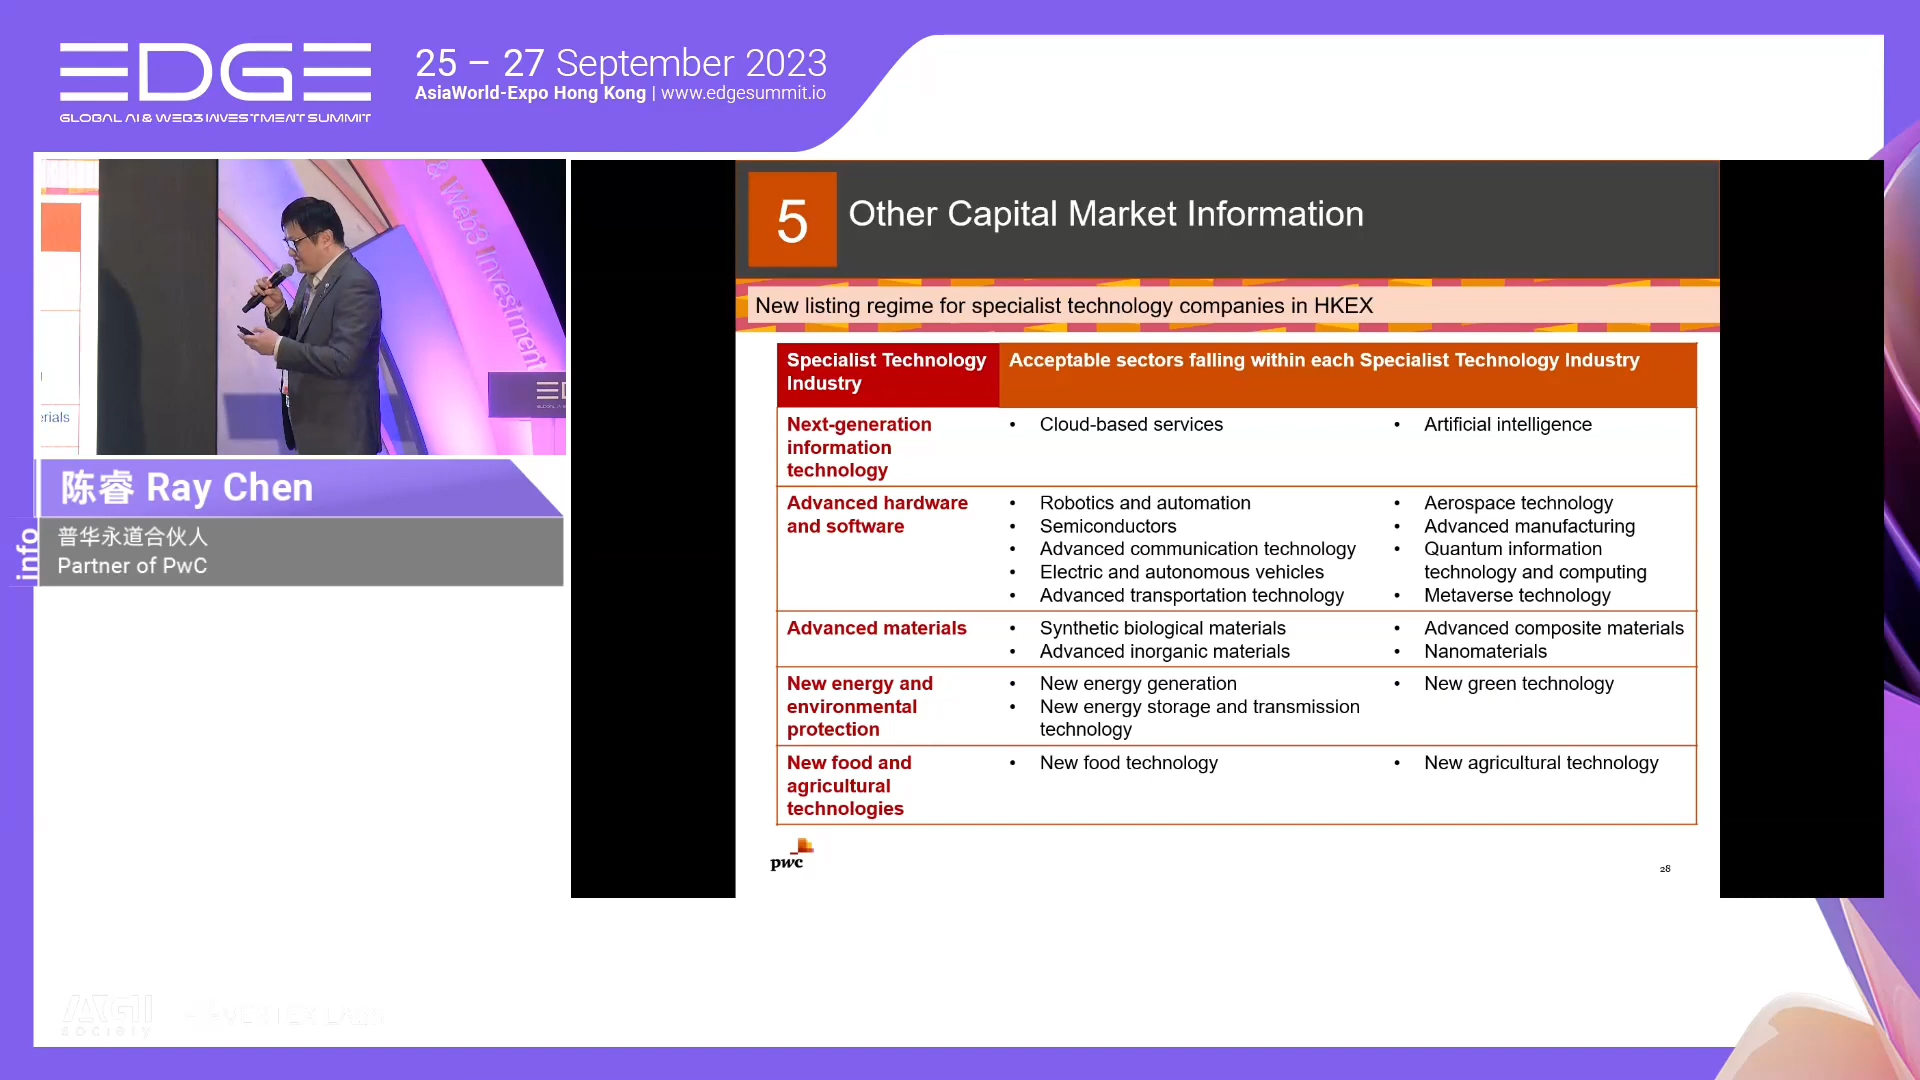 EDGE
GLOBAL AI & WEB3 INVESTMENT SUMMIT
25 – 27 September 2023
AsiaWorld-Expo Hong Kong | www.edgesummit.io
& Web3 Investment
erials
陈睿 Ray Chen
info
普华永道合伙人
Partner of PwC
5
Other Capital Market Information
New listing regime for specialist technology companies in HKEX
Specialist Technology
Industry
Acceptable sectors falling within each Specialist Technology Industry
Next-generation
information
technology
• Cloud-based services
• Artificial intelligence
Advanced hardware
and software
• Robotics and automation
• Semiconductors
• Advanced communication technology
• Electric and autonomous vehicles
• Advanced transportation technology
• Aerospace technology
• Advanced manufacturing
• Quantum information
technology and computing
• Metaverse technology
Advanced materials
• Synthetic biological materials
• Advanced inorganic materials
• Advanced composite materials
• Nanomaterials
New energy and
environmental
protection
• New energy generation
• New energy storage and transmission
technology
• New green technology
New food and
agricultural
technologies
• New food technology
• New agricultural technology
pwc
28
AGI
society